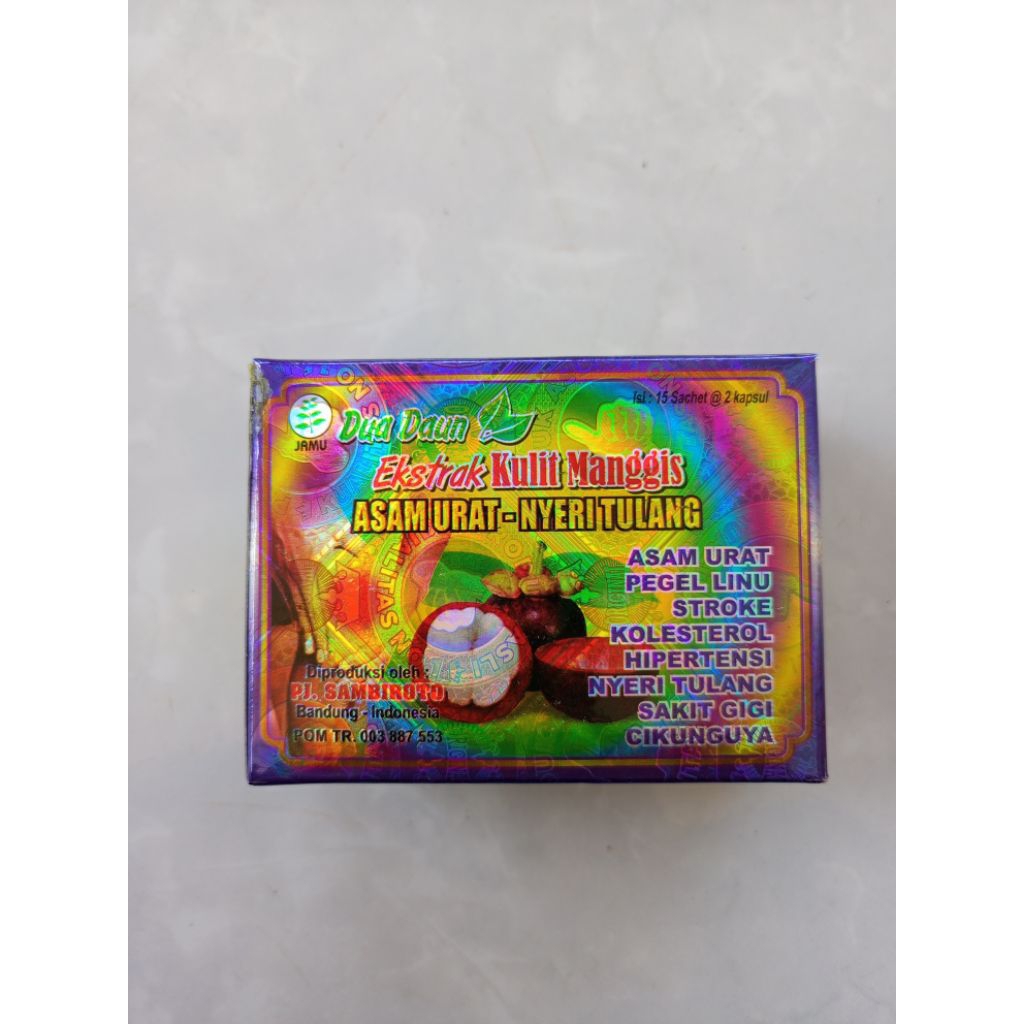 Isi : 15 Sachet @ 2 kapsul
JAMU
Dua Daun
Ekstrak Kulit Manggis
ASAM URAT - NYERI TULANG
ASAM URAT
PEGEL LINU
STROKE
KOLESTEROL
HIPERTENSI
NYERI TULANG
SAKIT GIGI
CIKUNGUYA
Diproduksi oleh :
PJ. SAMBIROTO
Bandung - Indonesia
POM TR. 003 887 553